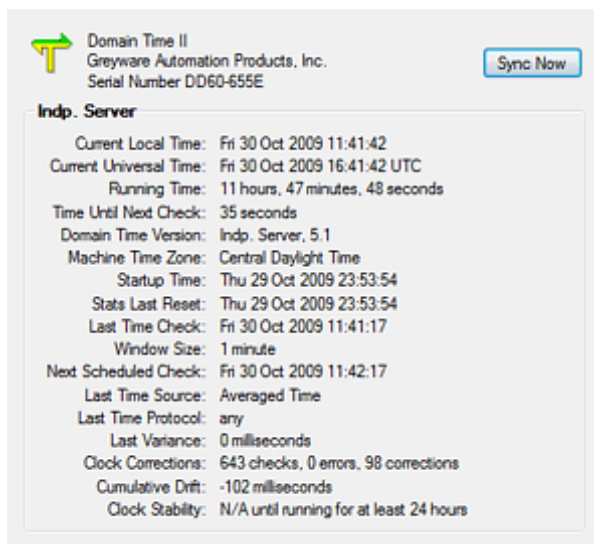 Domain Time II
Greyware Automation Products, Inc.
Serial Number DD60-655E
Sync Now
Indp. Server
Current Local Time: Fri 30 Oct 2009 11:41:42
Current Universal Time: Fri 30 Oct 2009 16:41:42 UTC
Running Time: 11 hours, 47 minutes, 48 seconds
Time Until Next Check: 35 seconds
Domain Time Version: Indp. Server, 5.1
Machine Time Zone: Central Daylight Time
Startup Time: Thu 29 Oct 2009 23:53:54
Stats Last Reset: Thu 29 Oct 2009 23:53:54
Last Time Check: Fri 30 Oct 2009 11:41:17
Window Size: 1 minute
Next Scheduled Check: Fri 30 Oct 2009 11:42:17
Last Time Source: Averaged Time
Last Time Protocol: any
Last Variance: 0 milliseconds
Clock Corrections: 643 checks, 0 errors, 98 corrections
Cumulative Drift: -102 milliseconds
Clock Stability: N/A until running for at least 24 hours